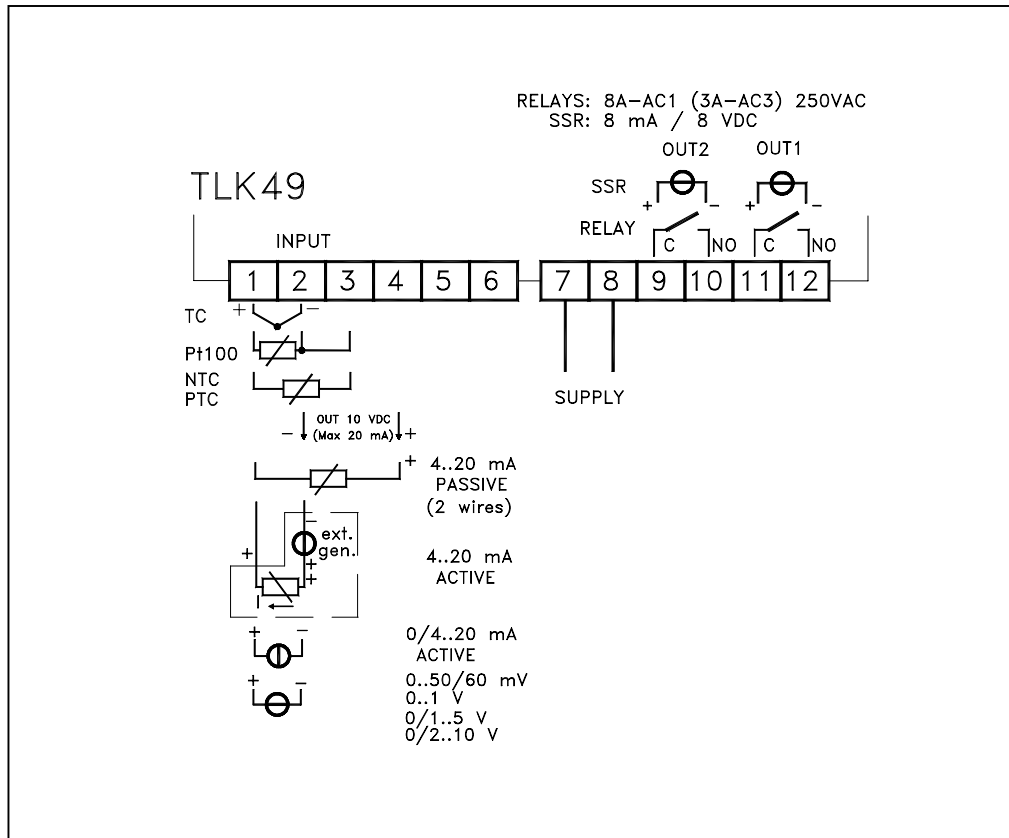 RELAYS: 8A-AC1 (3A-AC3) 250VAC
SSR: 8 mA / 8 VDC
OUT2 OUT1
TLK49
SSR
+ - + -
RELAY
C NO C NO
INPUT
1 2 3 4 5 6 7 8 9 10 11 12
TC + -
Pt100
NTC
PTC
SUPPLY
OUT 10 VDC
- (Max 20 mA) +
+ 4..20 mA
PASSIVE
(2 wires)
-
ext.
+ gen.
+
+
4..20 mA
ACTIVE
I
+ - 0/4..20 mA
ACTIVE
+ - 0..50/60 mV
0..1 V
0/1..5 V
0/2..10 V